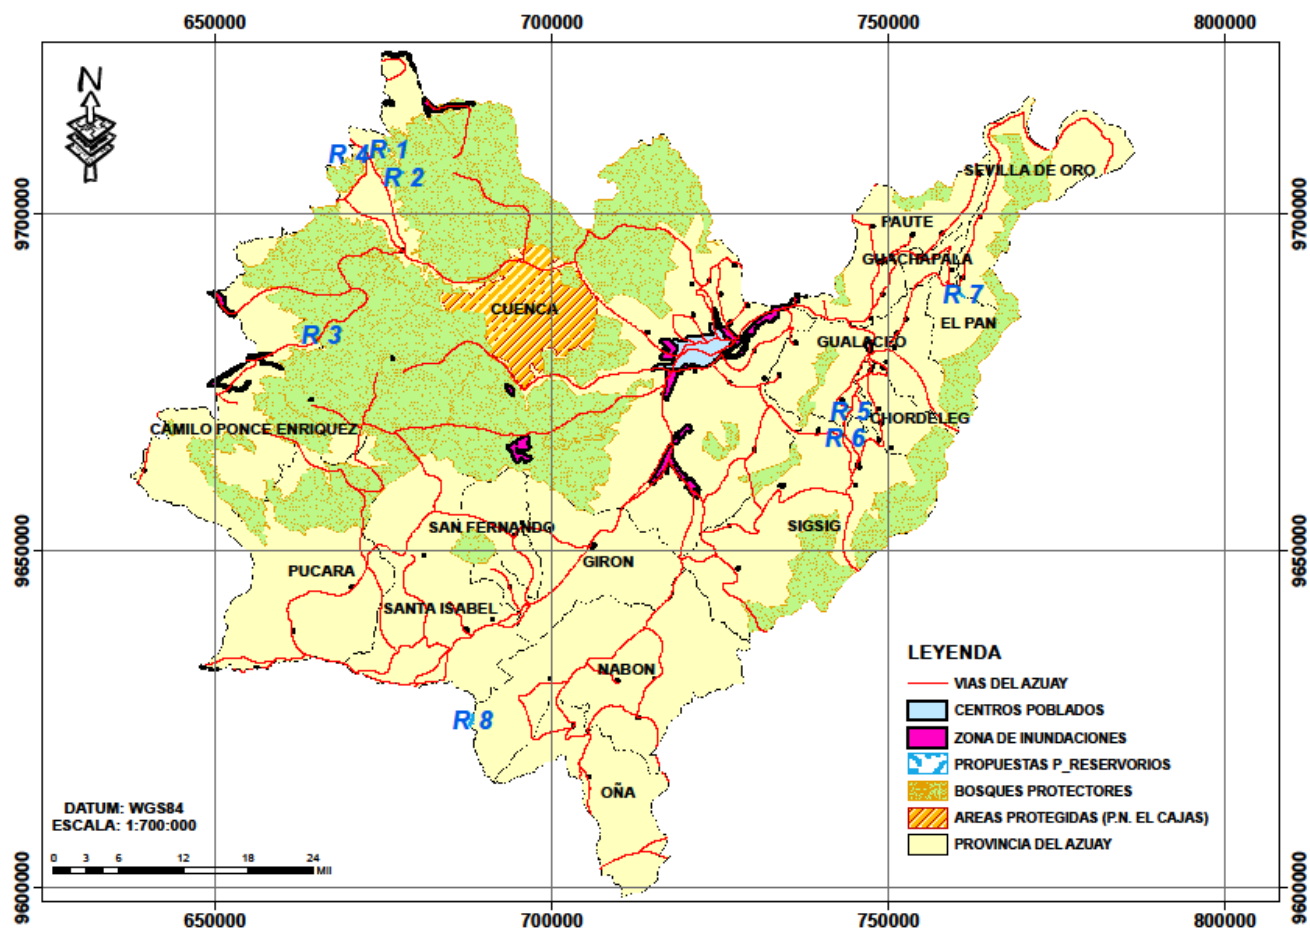 650000 700000 750000 800000
N
R 1
R 4
R 2
SEVILLA DE ORO
9700000 9700000
PAUTE
GUACHAPALA
R 7
CUENCA
EL PAN
R 3
GUALACEO
R 5
CHORDELEG
CAMILO PONCE ENRIQUEZ
R 6
SAN FERNANDO
SIGSIG
9650000 9650000
GIRON
PUCARA
SANTA ISABEL
NABON
R 8
OÑA
LEYENDA
VIAS DEL AZUAY
CENTROS POBLADOS
ZONA DE INUNDACIONES
PROPUESTAS P_RESERVORIOS
BOSQUES PROTECTORES
AREAS PROTEGIDAS (P.N. EL CAJAS)
PROVINCIA DEL AZUAY
DATUM: WGS84
ESCALA: 1:700:000
0 3 6 12 18 24
MII
9600000 9600000
650000 700000 750000 800000